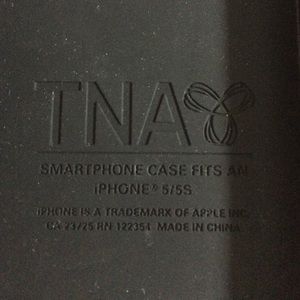 TNA
SMARTPHONE CASE FITS AN
iPHONE® 5/5S
iPHONE IS A TRADEMARK OF APPLE INC.
CA 23725 RN 122354 MADE IN CHINA